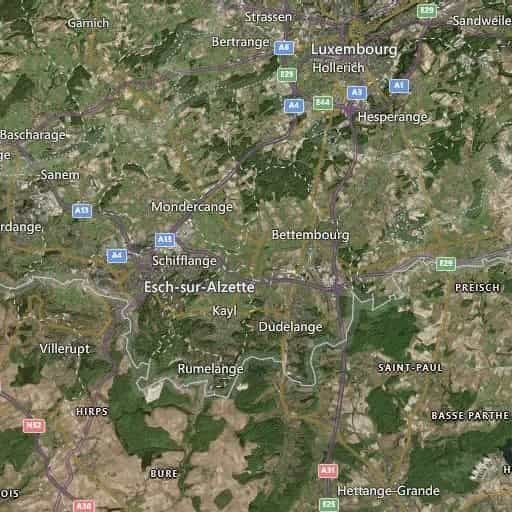 Strassen
E29
Sandweile
Garnich
Bertrange
A6
Luxembourg
Hollerich
E25
A1
A3
A4
E44
Hesperange
Bascharage
ge
Sanem
A13
Mondercange
rdange
A13
Bettembourg
A4
Schifflange
E29
Esch-sur-Alzette
PREISCH
Kayl
Dudelange
Villerupt
Rumelange
SAINT-PAUL
HIRPS
BASSE PARTHE
N52
BURE
A31
H
OIS
Hettange-Grande
A30
E25